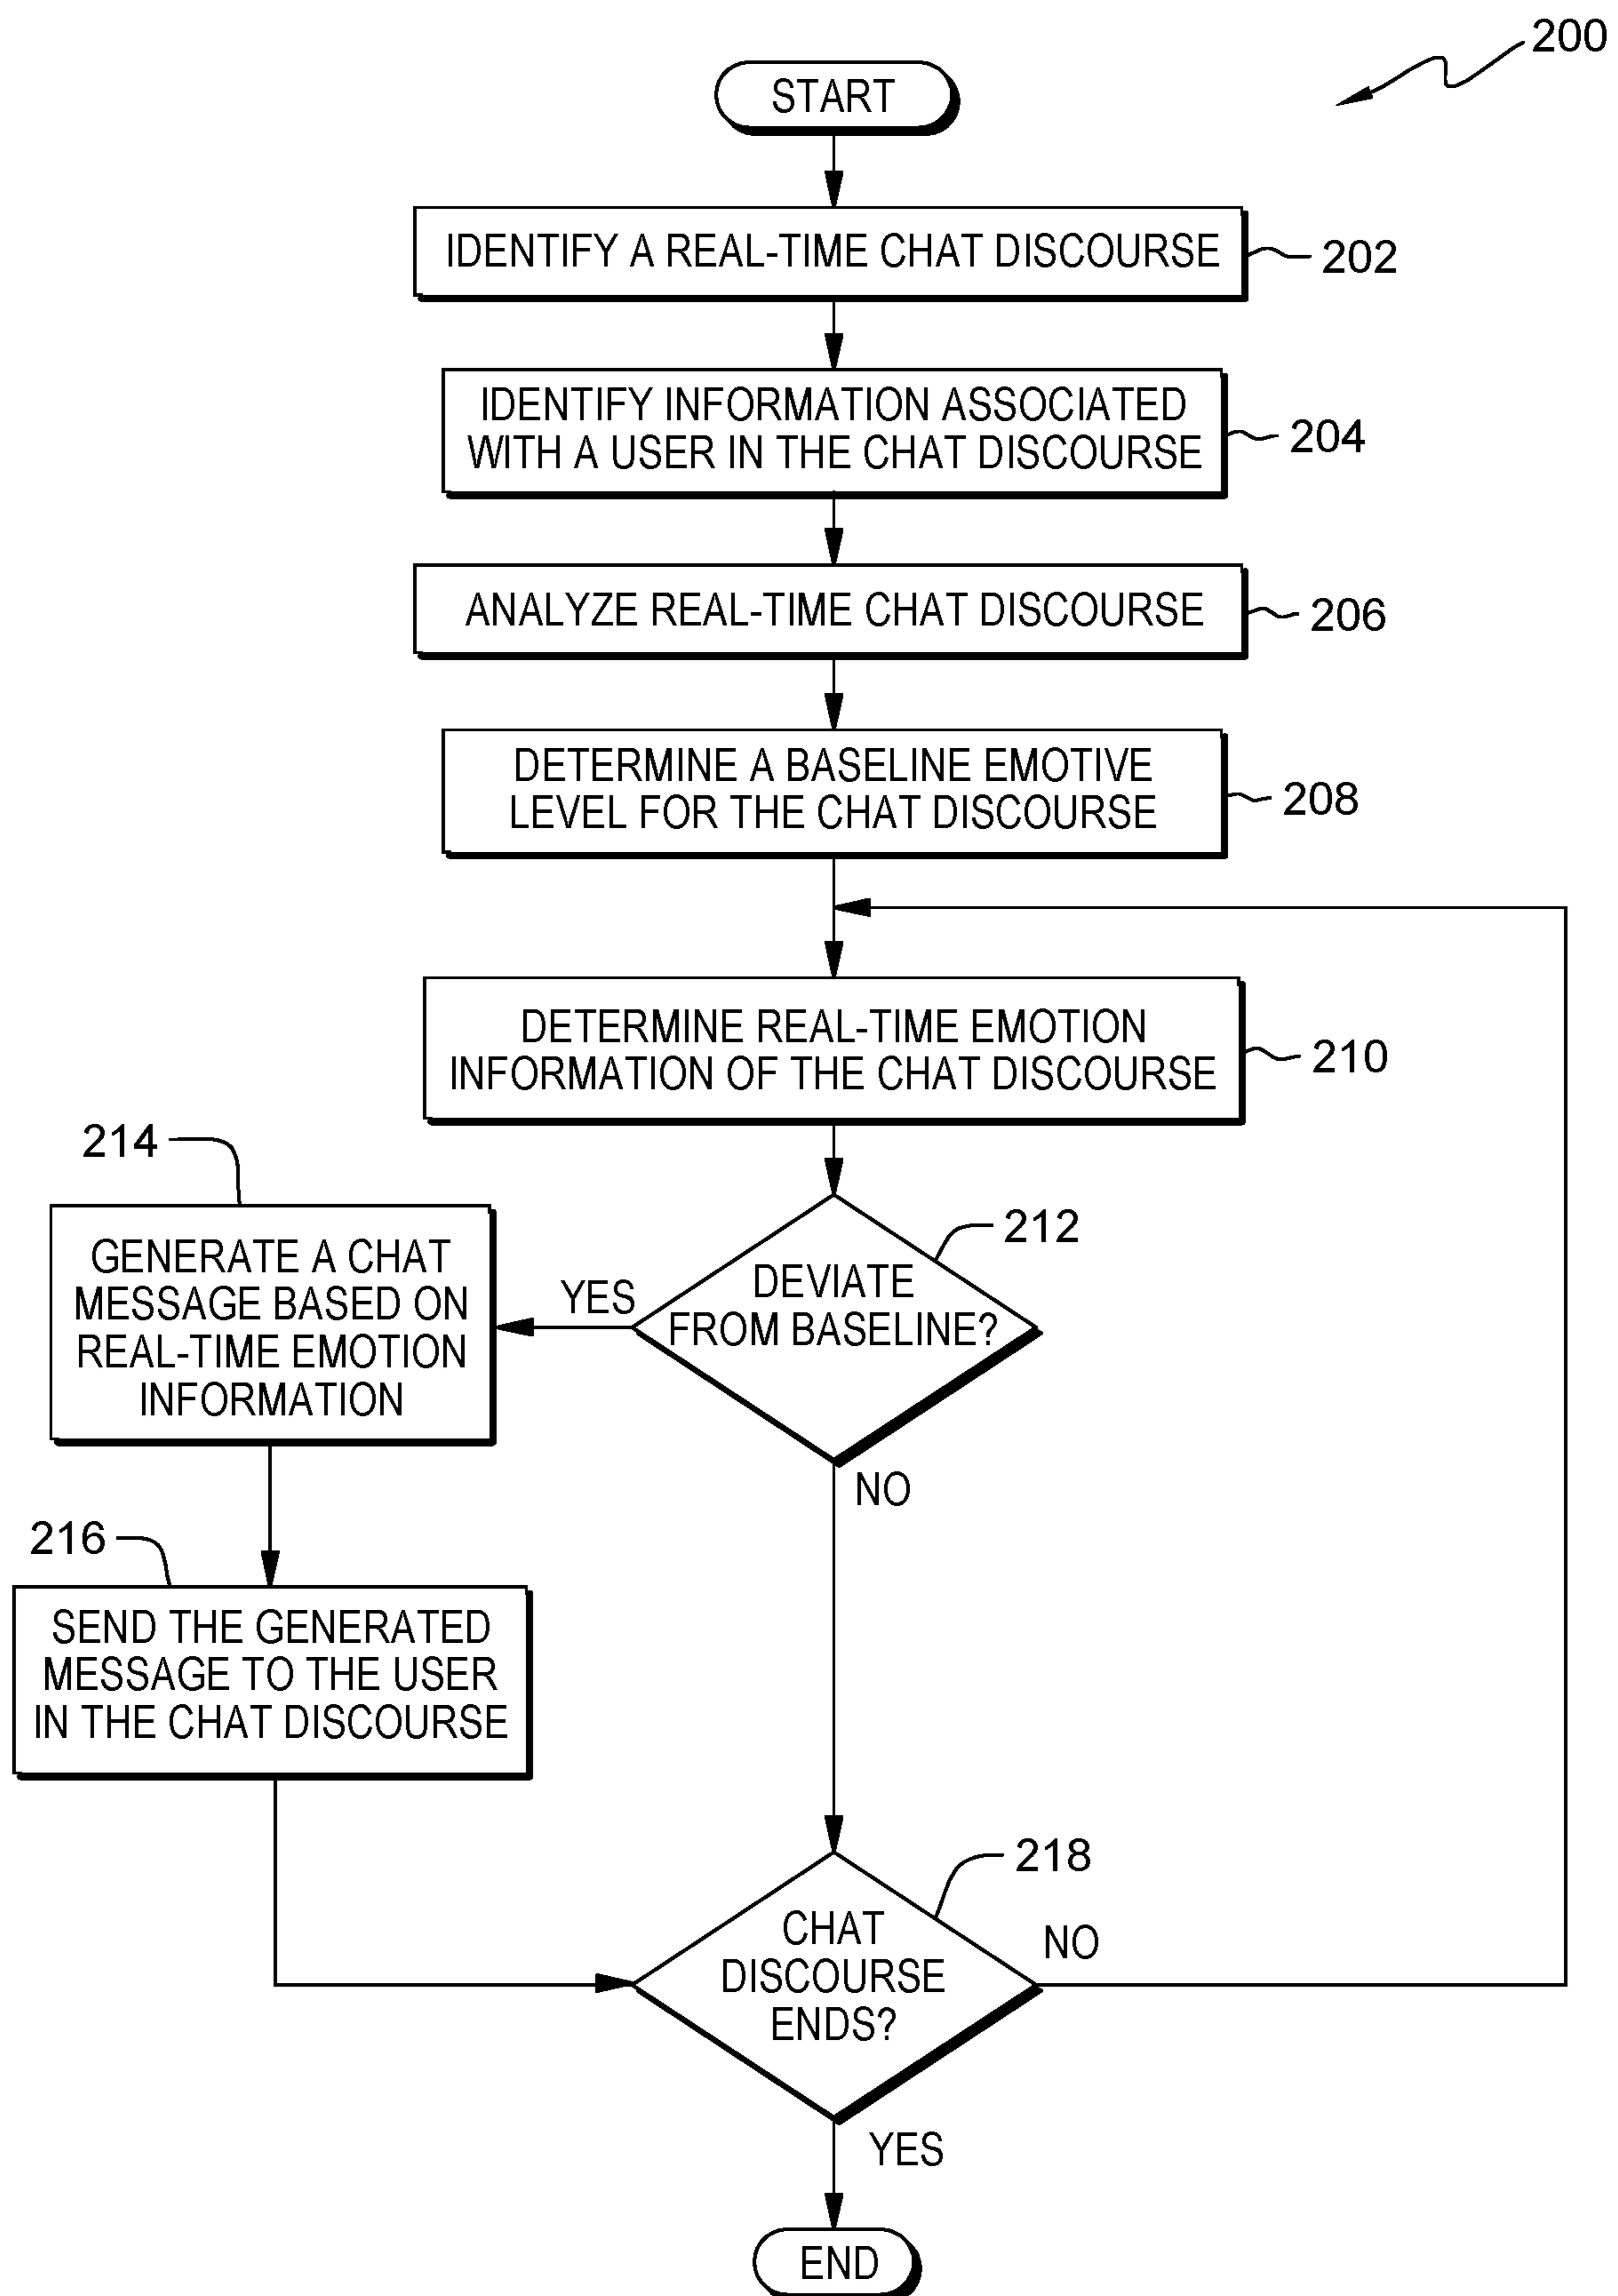 200
START
IDENTIFY A REAL-TIME CHAT DISCOURSE
202
IDENTIFY INFORMATION ASSOCIATED
WITH A USER IN THE CHAT DISCOURSE
204
ANALYZE REAL-TIME CHAT DISCOURSE
206
DETERMINE A BASELINE EMOTIVE
LEVEL FOR THE CHAT DISCOURSE
208
DETERMINE REAL-TIME EMOTION
INFORMATION OF THE CHAT DISCOURSE
210
212
DEVIATE
FROM BASELINE?
YES
NO
214
GENERATE A CHAT
MESSAGE BASED ON
REAL-TIME EMOTION
INFORMATION
216
SEND THE GENERATED
MESSAGE TO THE USER
IN THE CHAT DISCOURSE
218
CHAT
DISCOURSE
ENDS?
NO
YES
END